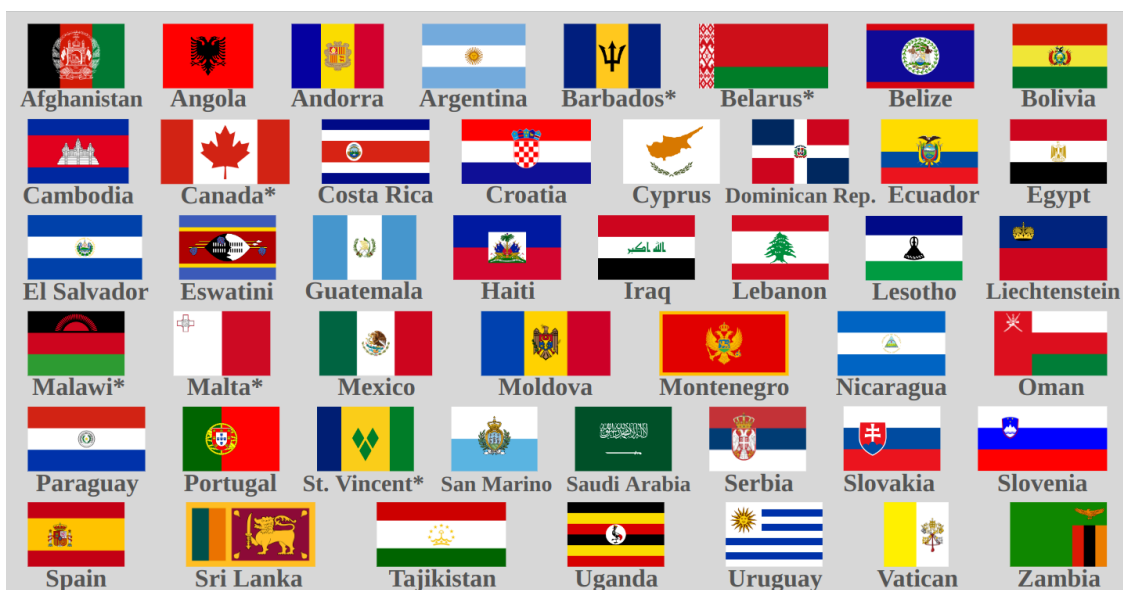 Afghanistan Angola Andorra Argentina Barbados* Belarus* Belize Bolivia
Cambodia Canada* Costa Rica Croatia Cyprus Dominican Rep. Ecuador Egypt
El Salvador Eswatini Guatemala Haiti Iraq Lebanon Lesotho Liechtenstein
Malawi* Malta* Mexico Moldova Montenegro Nicaragua Oman
Paraguay Portugal St. Vincent* San Marino Saudi Arabia Serbia Slovakia Slovenia
Spain Sri Lanka Tajikistan Uganda Uruguay Vatican Zambia